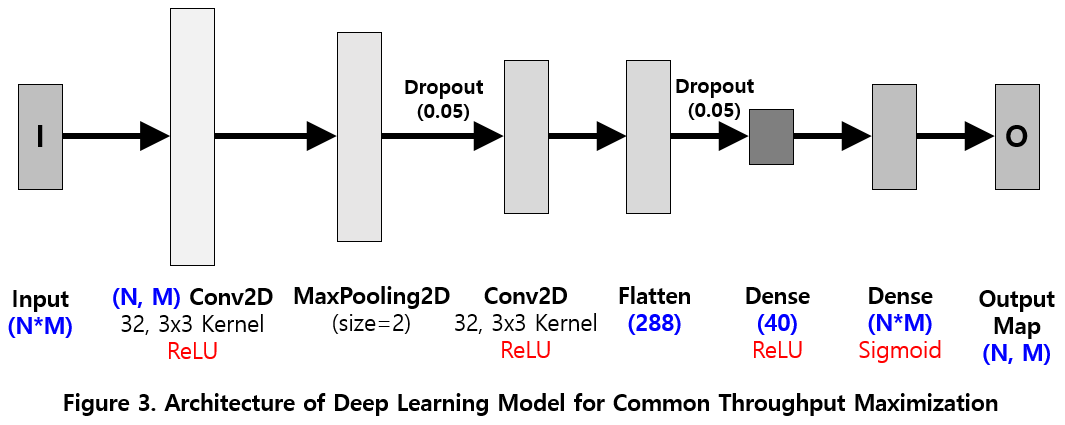 Dropout
(0.05)
Dropout
(0.05)
I
O
Input
(N*M)
(N, M) Conv2D
32, 3x3 Kernel
ReLU
MaxPooling2D
(size=2)
Conv2D
32, 3x3 Kernel
ReLU
Flatten
(288)
Dense
(40)
ReLU
Dense
(N*M)
Sigmoid
Output
Map
(N, M)
Figure 3. Architecture of Deep Learning Model for Common Throughput Maximization